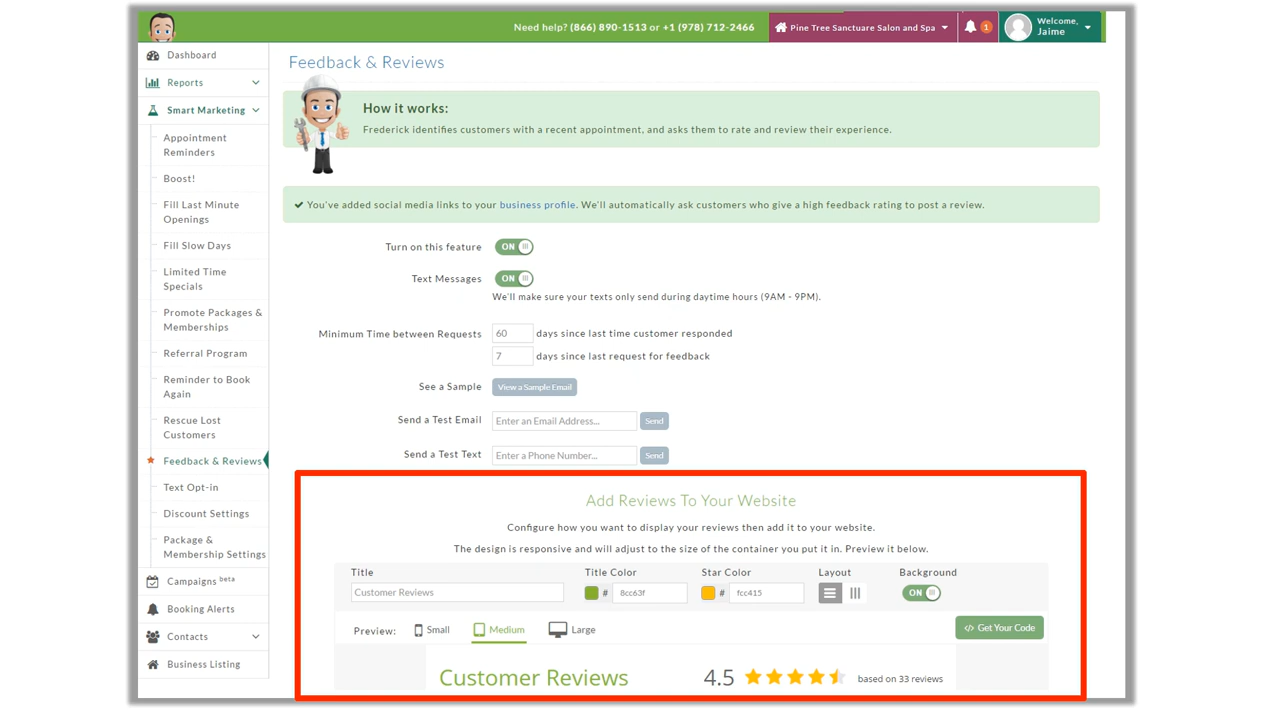 Need help? (866) 890-1513 or +1 (978) 712-2466
Pine Tree Sanctuare Salon and Spa
1
Welcome,
Jaime
Dashboard
Reports
Smart Marketing
Appointment
Reminders
Boost!
Fill Last Minute
Openings
Fill Slow Days
Limited Time
Specials
Promote Packages &
Memberships
Referral Program
Reminder to Book
Again
Rescue Lost
Customers
Feedback & Reviews
Text Opt-in
Discount Settings
Package &
Membership Settings
Campaigns beta
Booking Alerts
Contacts
Business Listing
Feedback & Reviews
How it works:
Frederick identifies customers with a recent appointment, and asks them to rate and review their experience.
You've added social media links to your business profile. We'll automatically ask customers who give a high feedback rating to post a review.
Turn on this feature ON
Text Messages ON
We'll make sure your texts only send during daytime hours (9AM - 9PM).
Minimum Time between Requests 60 days since last time customer responded
7 days since last request for feedback
See a Sample View a Sample Email
Send a Test Email Enter an Email Address... Send
Send a Test Text Enter a Phone Number... Send
Add Reviews To Your Website
Configure how you want to display your reviews then add it to your website.
The design is responsive and will adjust to the size of the container you put it in. Preview it below.
Title Title Color Star Color Layout Background
Customer Reviews # 8cc63f # fcc415 ON
Preview: Small Medium Large </> Get Your Code
Customer Reviews 4.5 based on 33 reviews